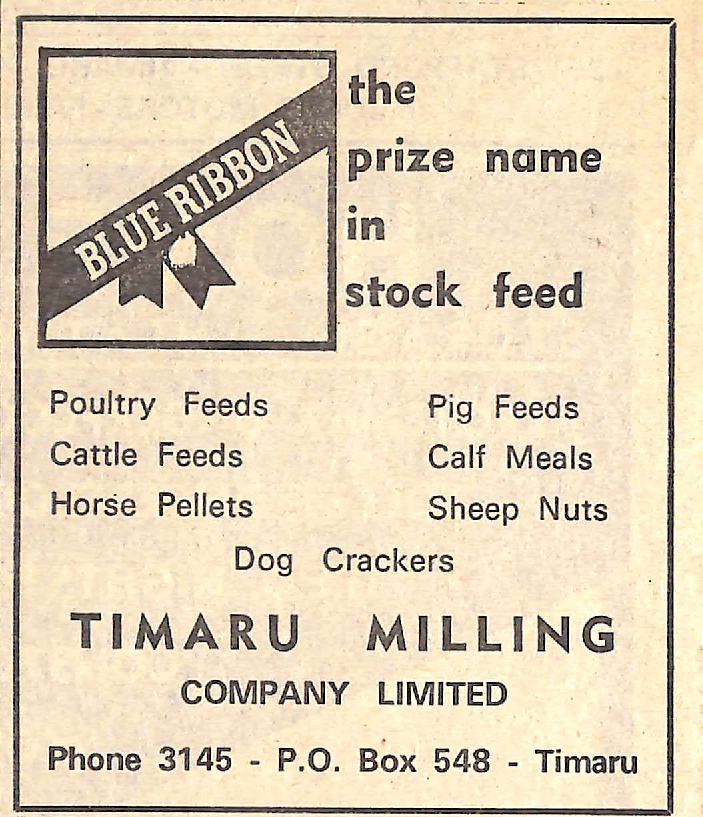 BLUE RIBBON
the
prize name
in
stock feed
Poultry Feeds
Pig Feeds
Cattle Feeds
Calf Meals
Horse Pellets
Sheep Nuts
Dog Crackers
TIMARU MILLING
COMPANY LIMITED
Phone 3145 - P.O. Box 548 - Timaru